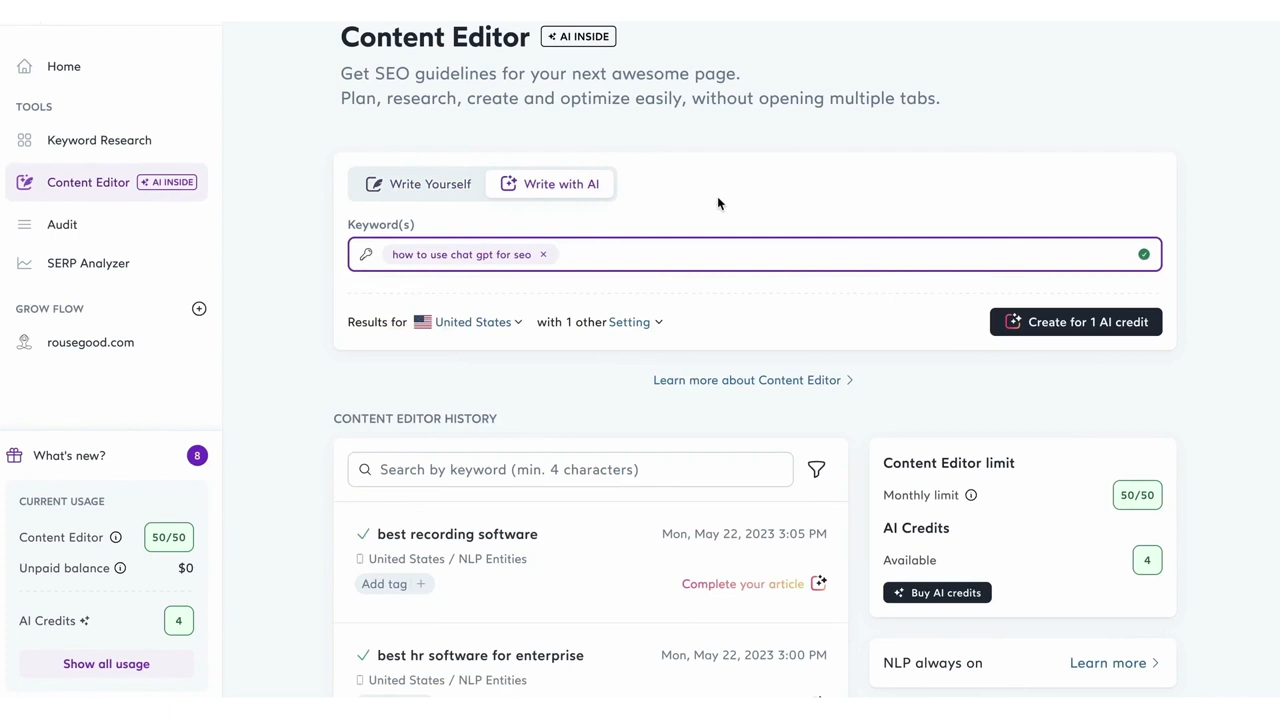 Home
TOOLS
Keyword Research
Content Editor AI INSIDE
Audit
SERP Analyzer
GROW FLOW
rousegood.com
What's new? 8
CURRENT USAGE
Content Editor 50/50
Unpaid balance $0
AI Credits 4
Show all usage
Content Editor AI INSIDE
Get SEO guidelines for your next awesome page.
Plan, research, create and optimize easily, without opening multiple tabs.
Write Yourself Write with AI
Keyword(s)
how to use chat gpt for seo ×
Results for United States with 1 other Setting Create for 1 AI credit
Learn more about Content Editor
CONTENT EDITOR HISTORY
Search by keyword (min. 4 characters)
best recording software Mon, May 22, 2023 3:05 PM
United States / NLP Entities
Add tag + Complete your article
best hr software for enterprise Mon, May 22, 2023 3:00 PM
United States / NLP Entities
Content Editor limit
Monthly limit 50/50
AI Credits
Available 4
Buy AI credits
NLP always on Learn more